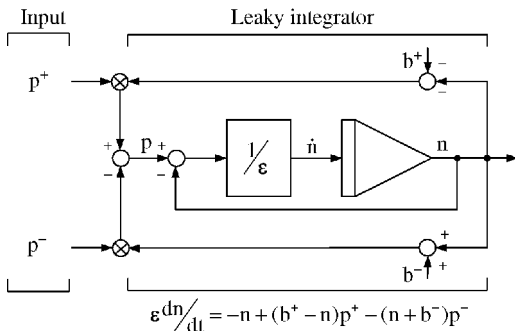 Input
Leaky integrator
b⁺
−
−
p⁺
+
−
p
+
−
1/ε
ṅ
n
p⁻
+
+
b⁻
ε dn/dt = −n + (b⁺ − n)p⁺ − (n + b⁻)p⁻